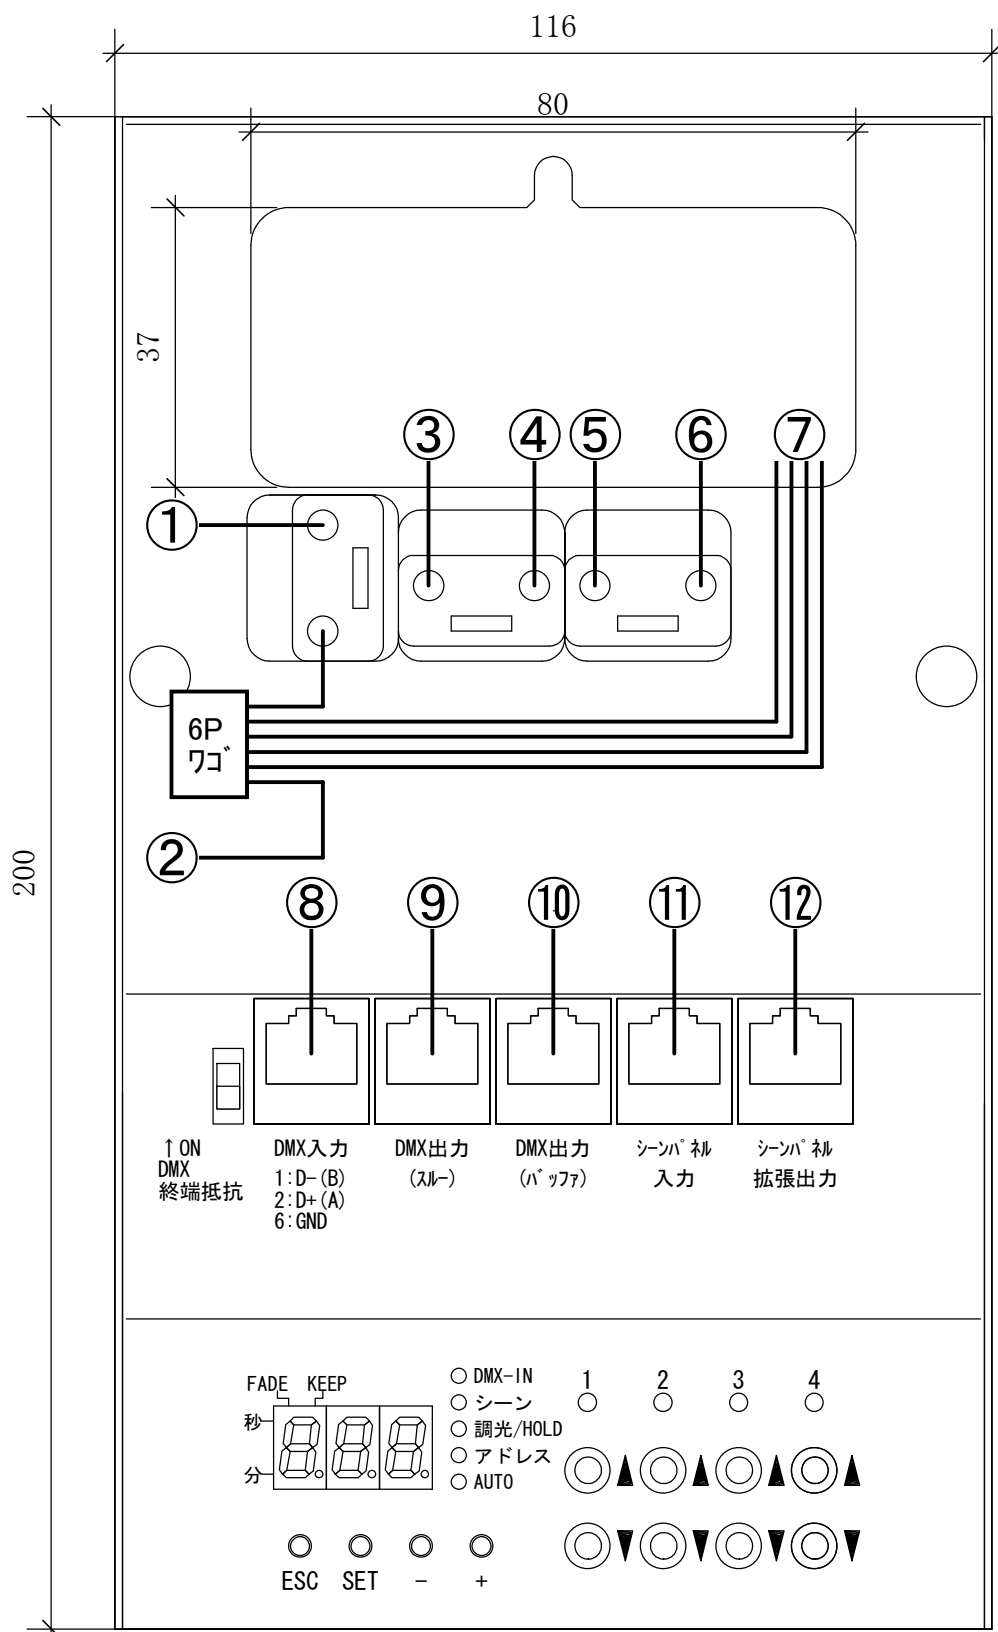 116
80
37
③ ④ ⑤ ⑥ ⑦
①
6P
ワゴ
②
200
⑧ ⑨ ⑩ ⑪ ⑫
↑ON
DMX
終端抵抗
DMX入力
1:D-(B)
2:D+(A)
6:GND
DMX出力
(スルー)
DMX出力
(バッファ)
シーンパネル
入力
シーンパネル
拡張出力
FADE KEEP
秒
分
8.8.8.
DMX-IN
シーン
調光/HOLD
アドレス
AUTO
1 2 3 4
▲ ▲ ▲ ▲
▼ ▼ ▼ ▼
ESC SET - +